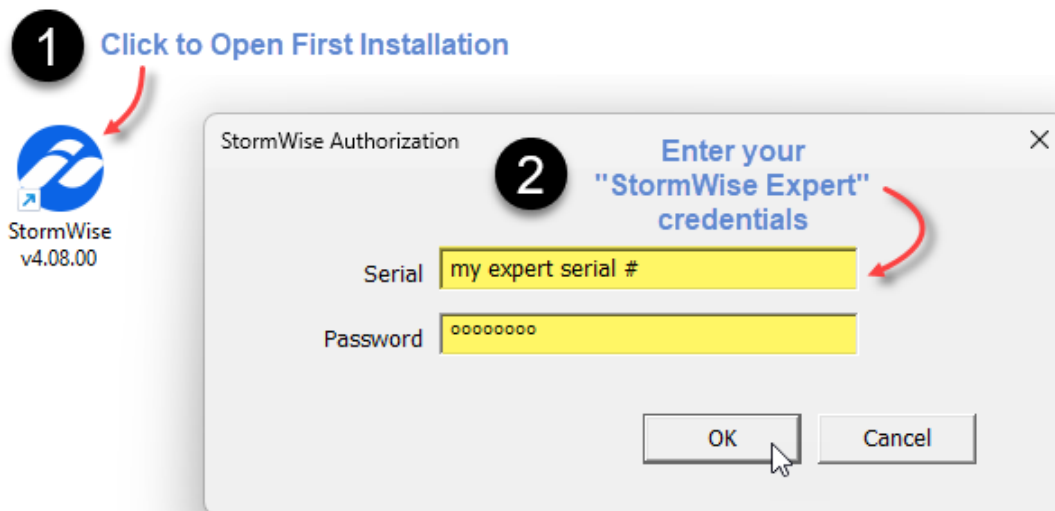 1
Click to Open First Installation
StormWise
v4.08.00
StormWise Authorization
2
Enter your
"StormWise Expert"
credentials
Serial
my expert serial #
Password
oooooooo
OK
Cancel